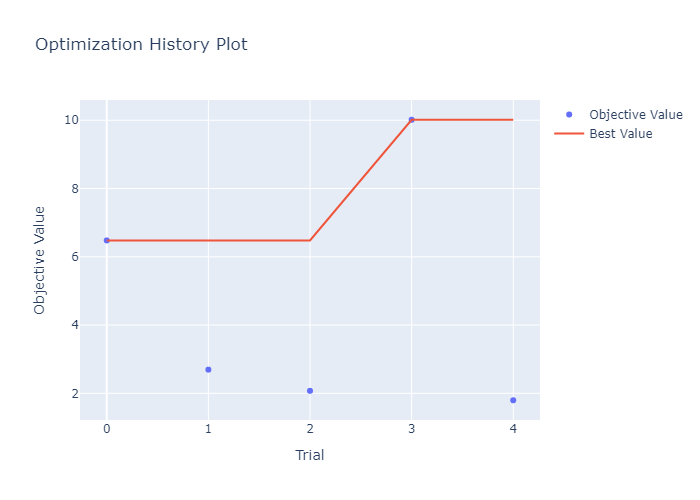 Optimization History Plot
Objective Value
Best Value
10
8
6
4
2
Objective Value
0 1 2 3 4
Trial